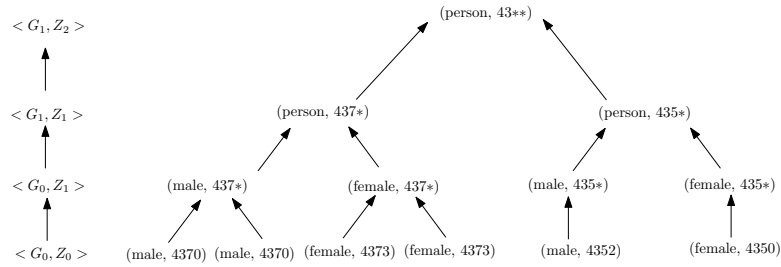 < G₁, Z₂ > (person, 43**)
< G₁, Z₁ > (person, 437*) (person, 435*)
< G₀, Z₁ > (male, 437*) (female, 437*) (male, 435*) (female, 435*)
< G₀, Z₀ > (male, 4370) (male, 4370) (female, 4373) (female, 4373) (male, 4352) (female, 4350)